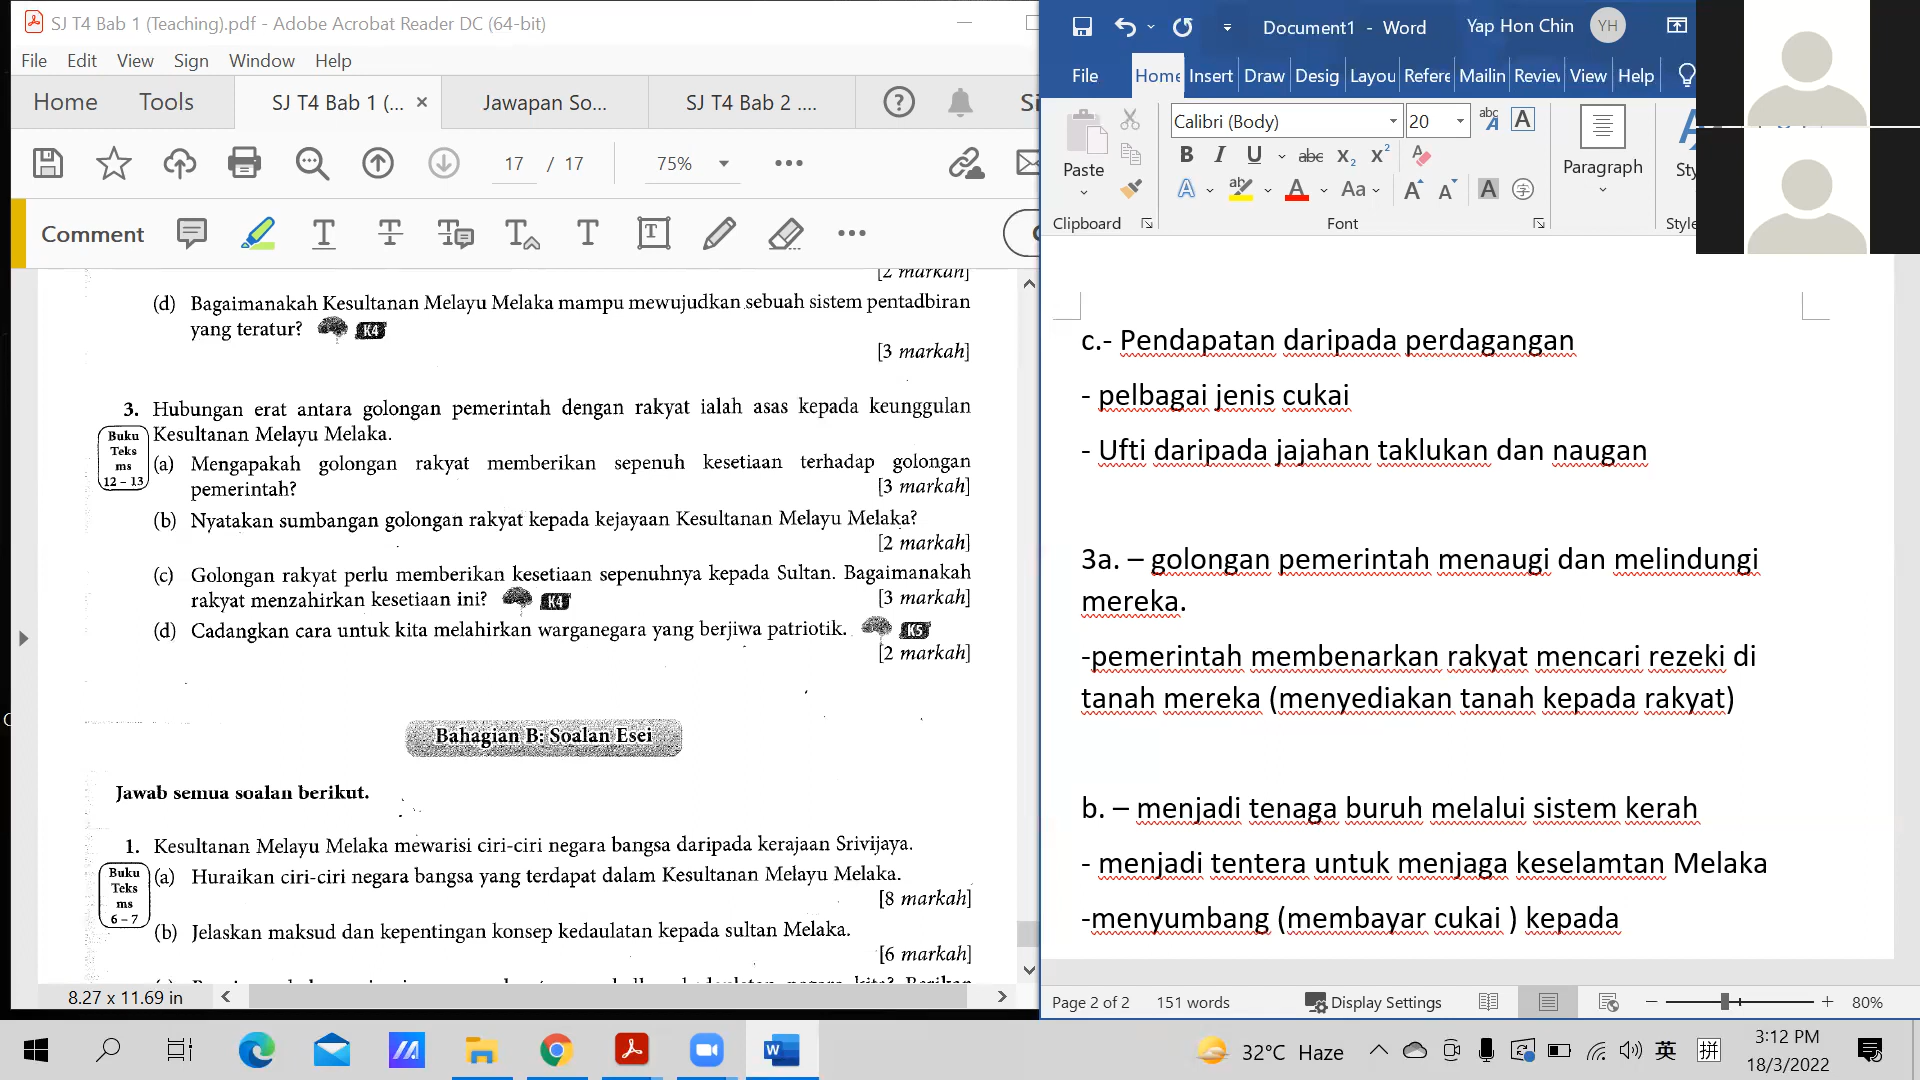 SJ T4 Bab 1 (Teaching).pdf - Adobe Acrobat Reader DC (64-bit)
File Edit View Sign Window Help
Home Tools SJ T4 Bab 1 (... × Jawapan So... SJ T4 Bab 2 ....
17 / 17 75%
Comment
[2 markah]
(d) Bagaimanakah Kesultanan Melayu Melaka mampu mewujudkan sebuah sistem pentadbiran
yang teratur? K4
[3 markah]
3. Hubungan erat antara golongan pemerintah dengan rakyat ialah asas kepada keunggulan
Kesultanan Melayu Melaka.
Buku
Teks
ms
12 – 13
(a) Mengapakah golongan rakyat memberikan sepenuh kesetiaan terhadap golongan
pemerintah? [3 markah]
(b) Nyatakan sumbangan golongan rakyat kepada kejayaan Kesultanan Melayu Melaka?
[2 markah]
(c) Golongan rakyat perlu memberikan kesetiaan sepenuhnya kepada Sultan. Bagaimanakah
rakyat menzahirkan kesetiaan ini? K4 [3 markah]
(d) Cadangkan cara untuk kita melahirkan warganegara yang berjiwa patriotik. K5
[2 markah]
Bahagian B: Soalan Esei
Jawab semua soalan berikut.
1. Kesultanan Melayu Melaka mewarisi ciri-ciri negara bangsa daripada kerajaan Srivijaya.
Buku
Teks
ms
6 – 7
(a) Huraikan ciri-ciri negara bangsa yang terdapat dalam Kesultanan Melayu Melaka.
[8 markah]
(b) Jelaskan maksud dan kepentingan konsep kedaulatan kepada sultan Melaka.
[6 markah]
8.27 x 11.69 in
Document1 - Word Yap Hon Chin YH
File Home Insert Draw Desig Layou Refere Mailin Review View Help
Calibri (Body) 20
Paste
Paragraph
Clipboard Font Style
c.- Pendapatan daripada perdagangan
- pelbagai jenis cukai
- Ufti daripada jajahan taklukan dan naugan
3a. – golongan pemerintah menaugi dan melindungi
mereka.
-pemerintah membenarkan rakyat mencari rezeki di
tanah mereka (menyediakan tanah kepada rakyat)
b. – menjadi tenaga buruh melalui sistem kerah
- menjadi tentera untuk menjaga keselamtan Melaka
-menyumbang (membayar cukai ) kepada
Page 2 of 2 151 words Display Settings 80%
32°C Haze 英 拼 3:12 PM
18/3/2022